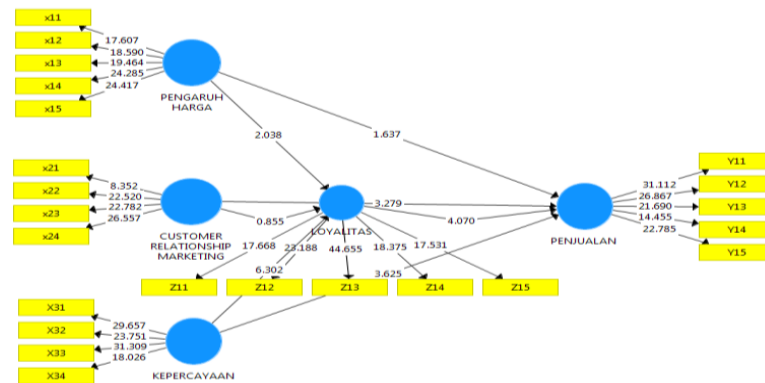 x11
x12
x13
x14
x15
17.607
18.590
19.464
24.285
24.417
PENGARUH
HARGA
2.038
1.637
x21
x22
x23
x24
8.352
22.520
22.782
26.557
CUSTOMER
RELATIONSHIP
MARKETING
0.855
LOYALITAS
3.279
4.070
17.668
23.188
44.655
18.375
17.531
6.302
3.625
Z11
Z12
Z13
Z14
Z15
Y11
Y12
Y13
Y14
Y15
31.112
26.867
21.690
14.455
22.785
PENJUALAN
X31
X32
X33
X34
29.657
23.751
31.309
18.026
KEPERCAYAAN